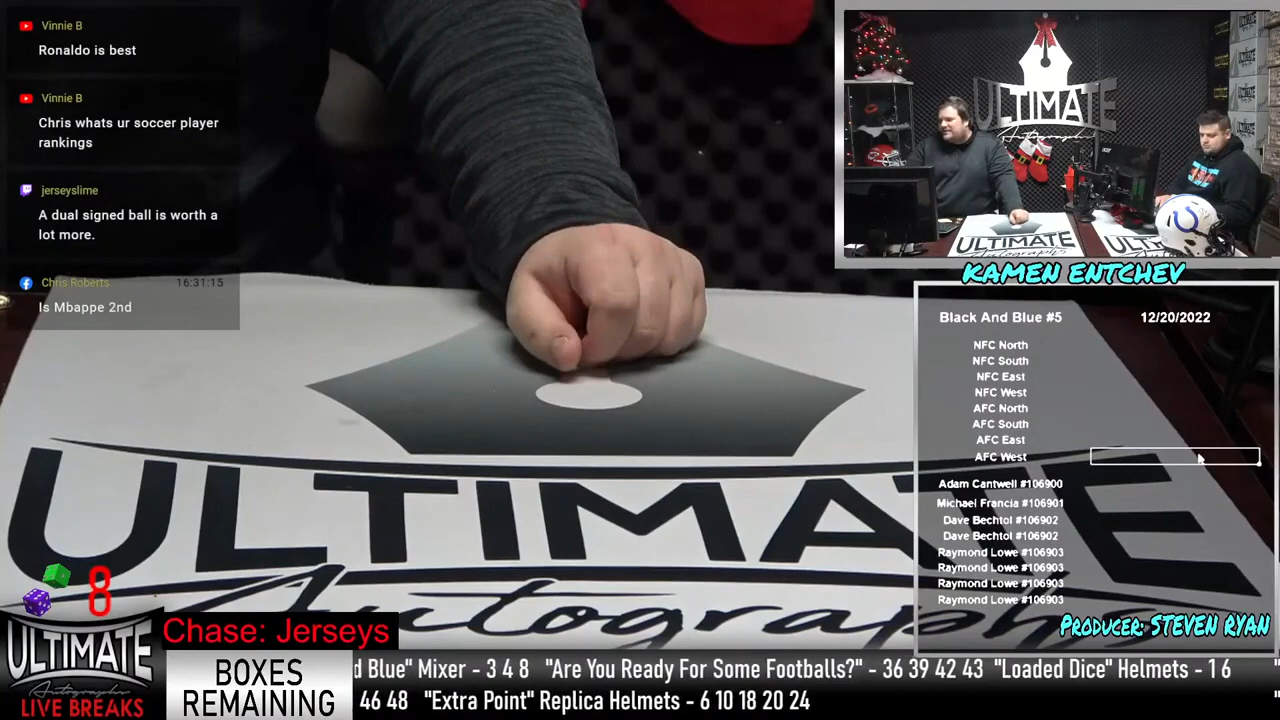 Vinnie B
Ronaldo is best
Vinnie B
Chris whats ur soccer player
rankings
jerseyslime
A dual signed ball is worth a
lot more.
Chris Roberts 16:31:15
Is Mbappe 2nd
ULTIMATE
Autographs
ULTIMATE
Autographs
KAMEN ENTCHEV
Black And Blue #5 12/20/2022
NFC North
NFC South
NFC East
NFC West
AFC North
AFC South
AFC East
AFC West
Adam Cantwell #106900
Michael Francia #106901
Dave Bechtol #106902
Dave Bechtol #106902
Raymond Lowe #106903
Raymond Lowe #106903
Raymond Lowe #106903
Raymond Lowe #106903
PRODUCER: STEVEN RYAN
ULTIMATE
Autographs
8
Chase: Jerseys
ULTIMATE
Autographs
LIVE BREAKS
BOXES
REMAINING
d Blue" Mixer - 3 4 8 "Are You Ready For Some Footballs?" - 36 39 42 43 "Loaded Dice" Helmets - 1 6 "
46 48 "Extra Point" Replica Helmets - 6 10 18 20 24 "